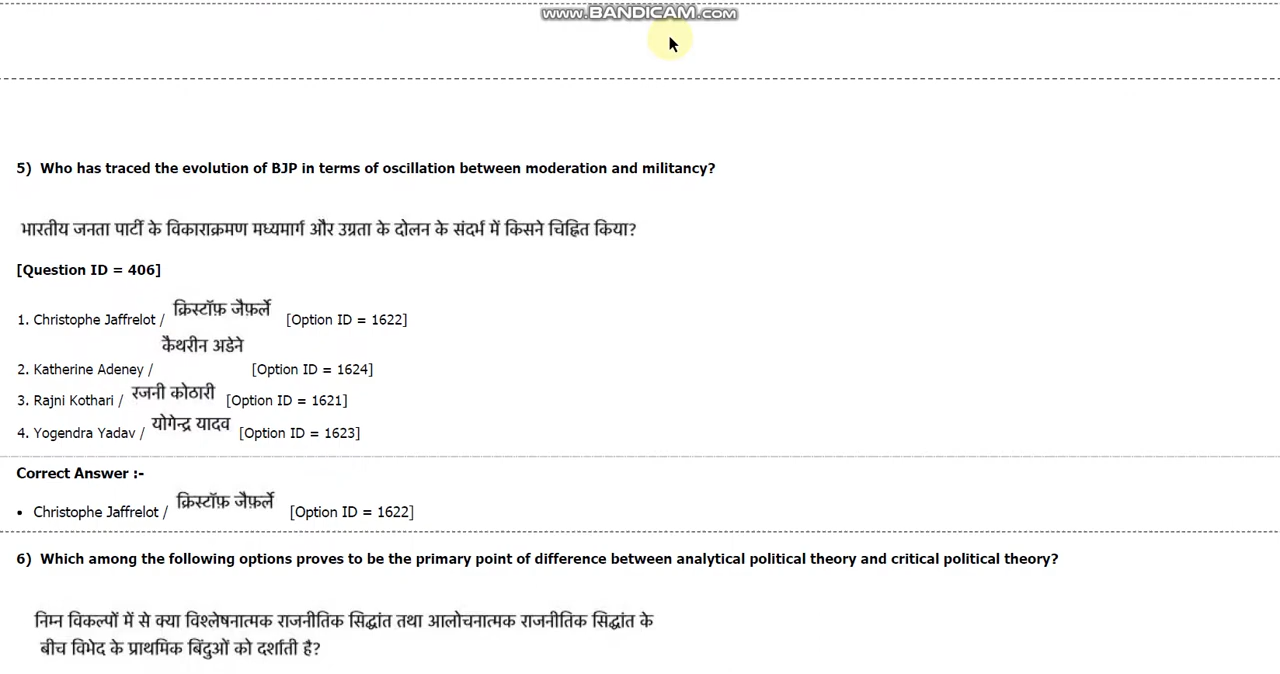 www.BANDICAM.com
5) Who has traced the evolution of BJP in terms of oscillation between moderation and militancy?
भारतीय जनता पार्टी के विकाराक्रमण मध्यमार्ग और उग्रता के दोलन के संदर्भ में किसने चिह्नित किया?
[Question ID = 406]
1. Christophe Jaffrelot / क्रिस्टॉफ़ जैफ़र्ले [Option ID = 1622]
2. Katherine Adeney / कैथरीन अडेने [Option ID = 1624]
3. Rajni Kothari / रजनी कोठारी [Option ID = 1621]
4. Yogendra Yadav / योगेन्द्र यादव [Option ID = 1623]
Correct Answer :-
• Christophe Jaffrelot / क्रिस्टॉफ़ जैफ़र्ले [Option ID = 1622]
6) Which among the following options proves to be the primary point of difference between analytical political theory and critical political theory?
निम्न विकल्पों में से क्या विश्लेषनात्मक राजनीतिक सिद्धांत तथा आलोचनात्मक राजनीतिक सिद्धांत के
बीच विभेद के प्राथमिक बिंदुओं को दर्शाती है?